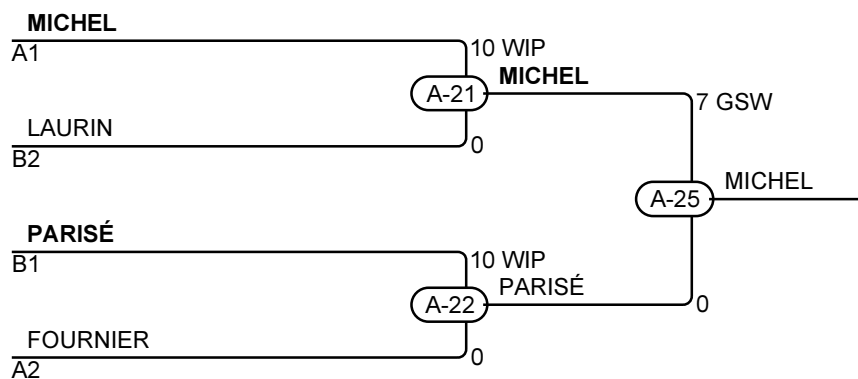 MICHEL
A1
10 WIP
A-21
MICHEL
LAURIN
B2
0
7 GSW
A-25
MICHEL
PARISÉ
B1
10 WIP
A-22
PARISÉ
0
FOURNIER
A2
0